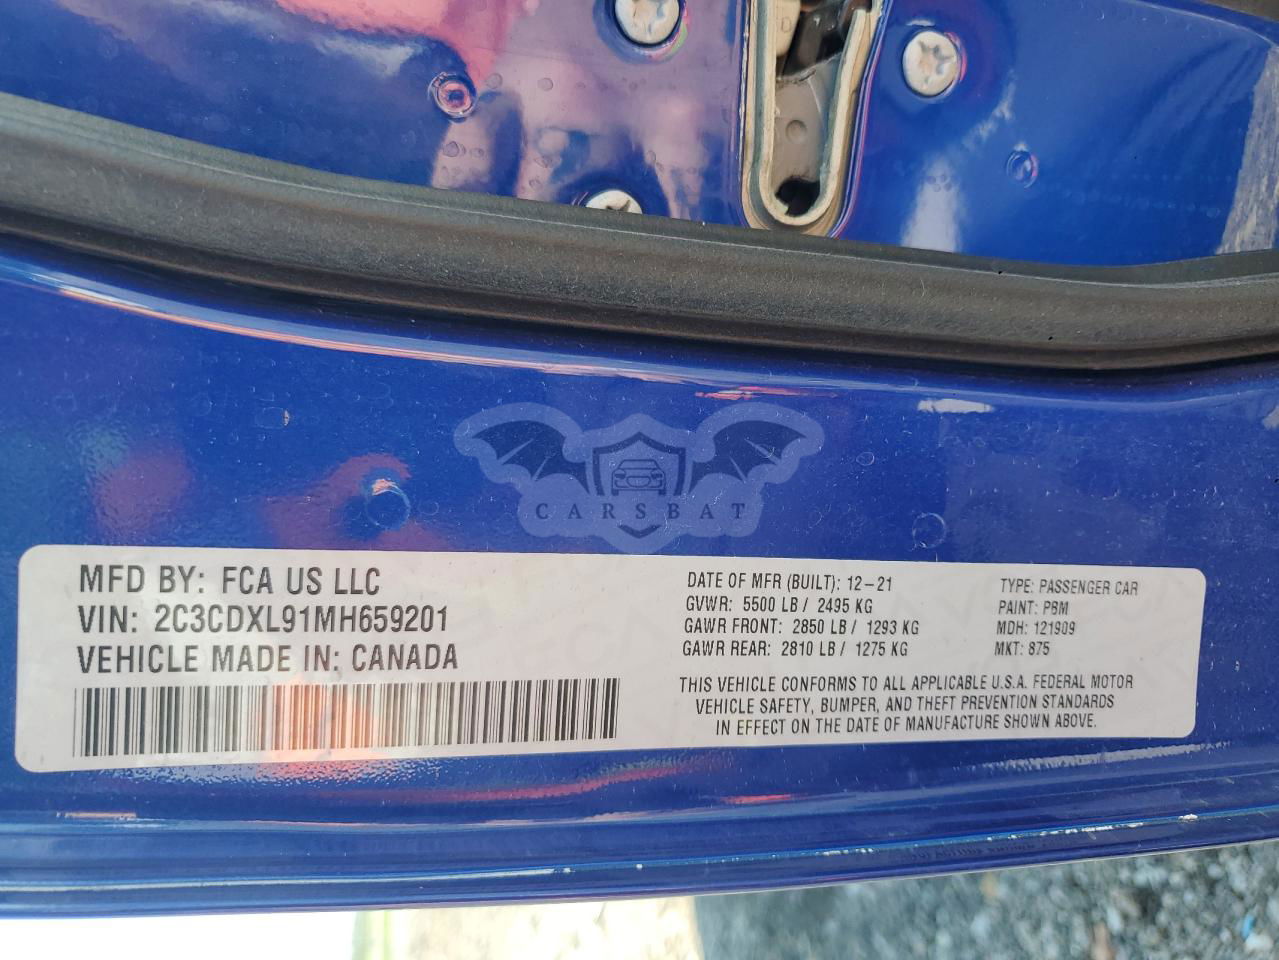 CARSBAT
MFD BY: FCA US LLC
VIN: 2C3CDXL91MH659201
VEHICLE MADE IN: CANADA
DATE OF MFR (BUILT): 12-21
GVWR: 5500 LB / 2495 KG
GAWR FRONT: 2850 LB / 1293 KG
GAWR REAR: 2810 LB / 1275 KG
TYPE: PASSENGER CAR
PAINT: PBM
MDH: 121909
MKT: 875
THIS VEHICLE CONFORMS TO ALL APPLICABLE U.S.A. FEDERAL MOTOR
VEHICLE SAFETY, BUMPER, AND THEFT PREVENTION STANDARDS
IN EFFECT ON THE DATE OF MANUFACTURE SHOWN ABOVE.